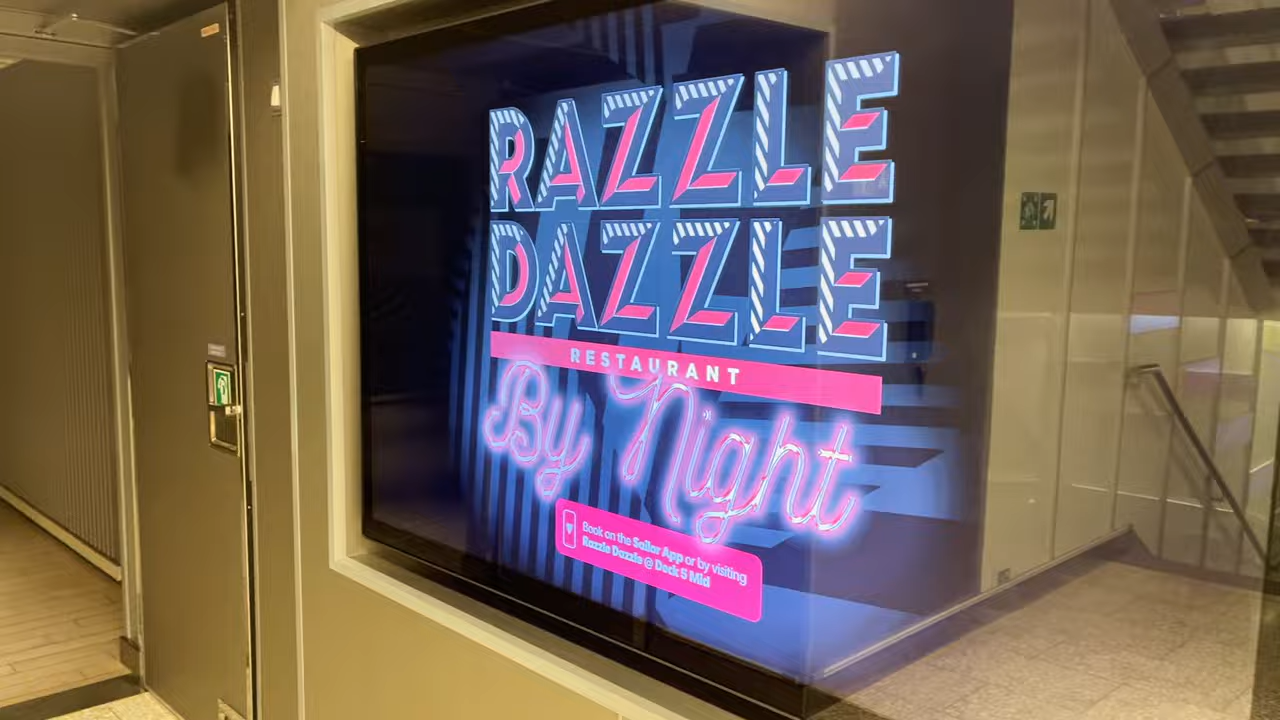 RAZZLE
DAZZLE
RESTAURANT
By Night
Book on the Sailor App or by visiting
Razzle Dazzle @ Deck 5 Mid